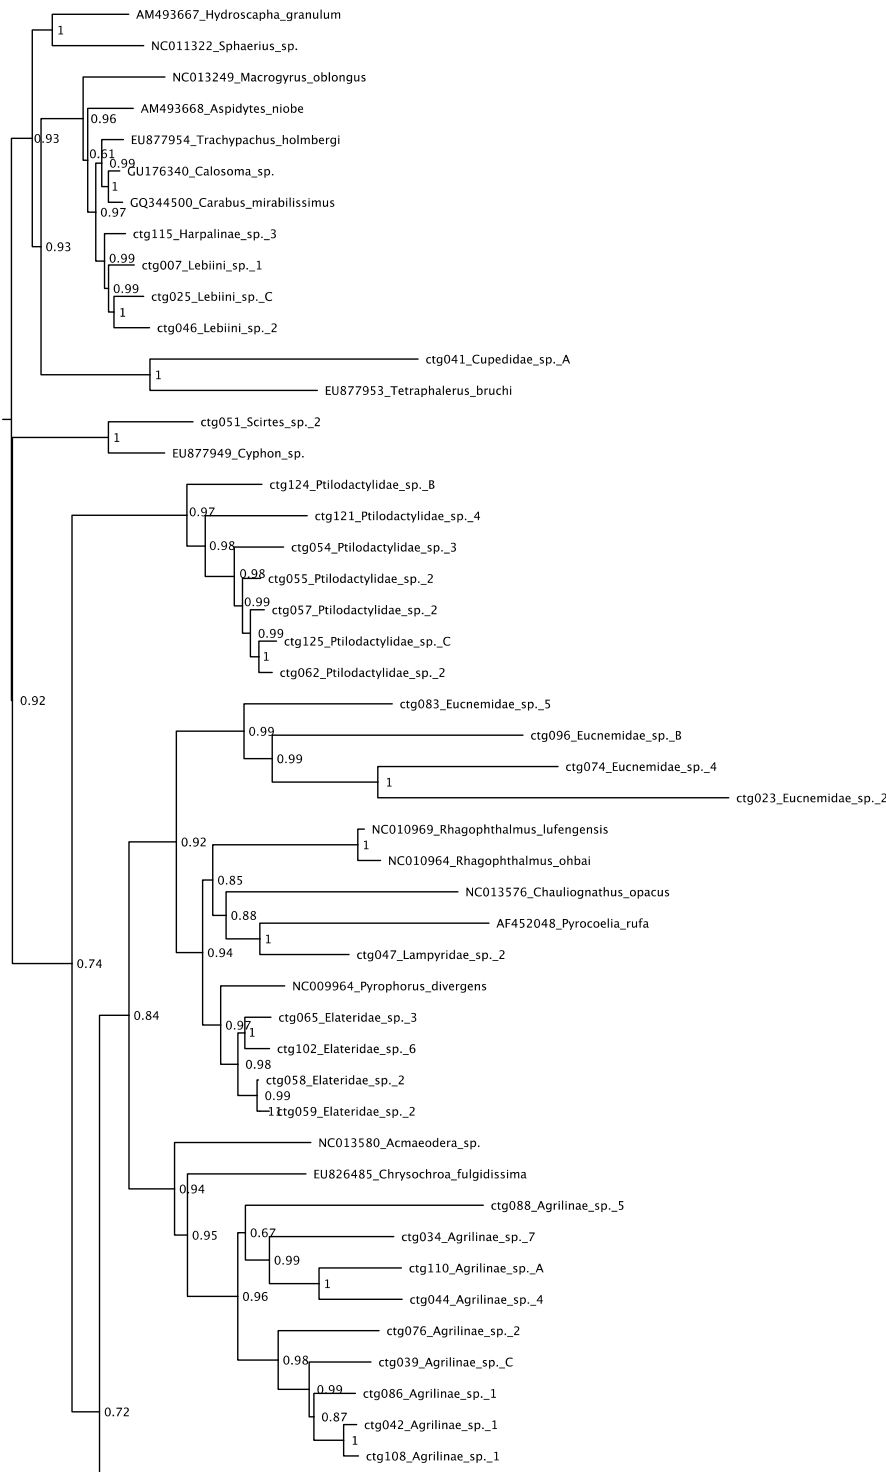 AM493667_Hydroscapha_granulum
1
NC011322_Sphaerius_sp.
NC013249_Macrogyrus_oblongus
AM493668_Aspidytes_niobe
0.96
0.93
EU877954_Trachypachus_holmbergi
0.61
0.99
GU176340_Calosoma_sp.
1
GQ344500_Carabus_mirabilissimus
0.97
ctg115_Harpalinae_sp._3
0.93
0.99
ctg007_Lebiini_sp._1
0.99
ctg025_Lebiini_sp._C
1
ctg046_Lebiini_sp._2
ctg041_Cupedidae_sp._A
1
EU877953_Tetraphalerus_bruchi
ctg051_Scirtes_sp._2
1
EU877949_Cyphon_sp.
ctg124_Ptilodactylidae_sp._B
0.97
ctg121_Ptilodactylidae_sp._4
0.98
ctg054_Ptilodactylidae_sp._3
0.98
ctg055_Ptilodactylidae_sp._2
0.99
ctg057_Ptilodactylidae_sp._2
0.99
ctg125_Ptilodactylidae_sp._C
1
ctg062_Ptilodactylidae_sp._2
0.92
ctg083_Eucnemidae_sp._5
0.99
ctg096_Eucnemidae_sp._B
0.99
ctg074_Eucnemidae_sp._4
1
ctg023_Eucnemidae_sp._2
NC010969_Rhagophthalmus_lufengensis
0.92
1
NC010964_Rhagophthalmus_ohbai
0.85
NC013576_Chauliognathus_opacus
0.88
AF452048_Pyrocoelia_rufa
1
0.94
ctg047_Lampyridae_sp._2
0.74
NC009964_Pyrophorus_divergens
0.84
ctg065_Elateridae_sp._3
0.97
1
ctg102_Elateridae_sp._6
0.98
ctg058_Elateridae_sp._2
0.99
11
ctg059_Elateridae_sp._2
NC013580_Acmaeodera_sp.
EU826485_Chrysochroa_fulgidissima
0.94
ctg088_Agrilinae_sp._5
0.95
0.67
ctg034_Agrilinae_sp._7
0.99
ctg110_Agrilinae_sp._A
1
0.96
ctg044_Agrilinae_sp._4
ctg076_Agrilinae_sp._2
0.98
ctg039_Agrilinae_sp._C
0.99
ctg086_Agrilinae_sp._1
0.72
0.87
ctg042_Agrilinae_sp._1
1
ctg108_Agrilinae_sp._1